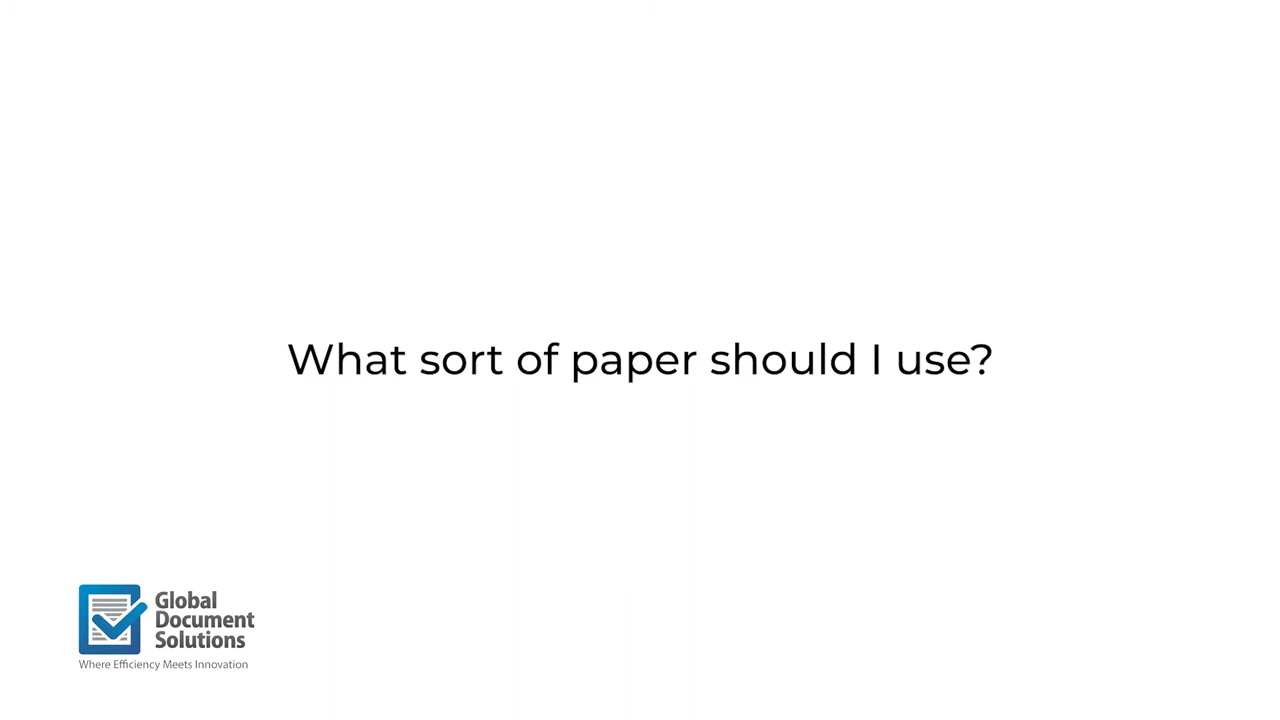 What sort of paper should I use?
Global
Document
Solutions
Where Efficiency Meets Innovation